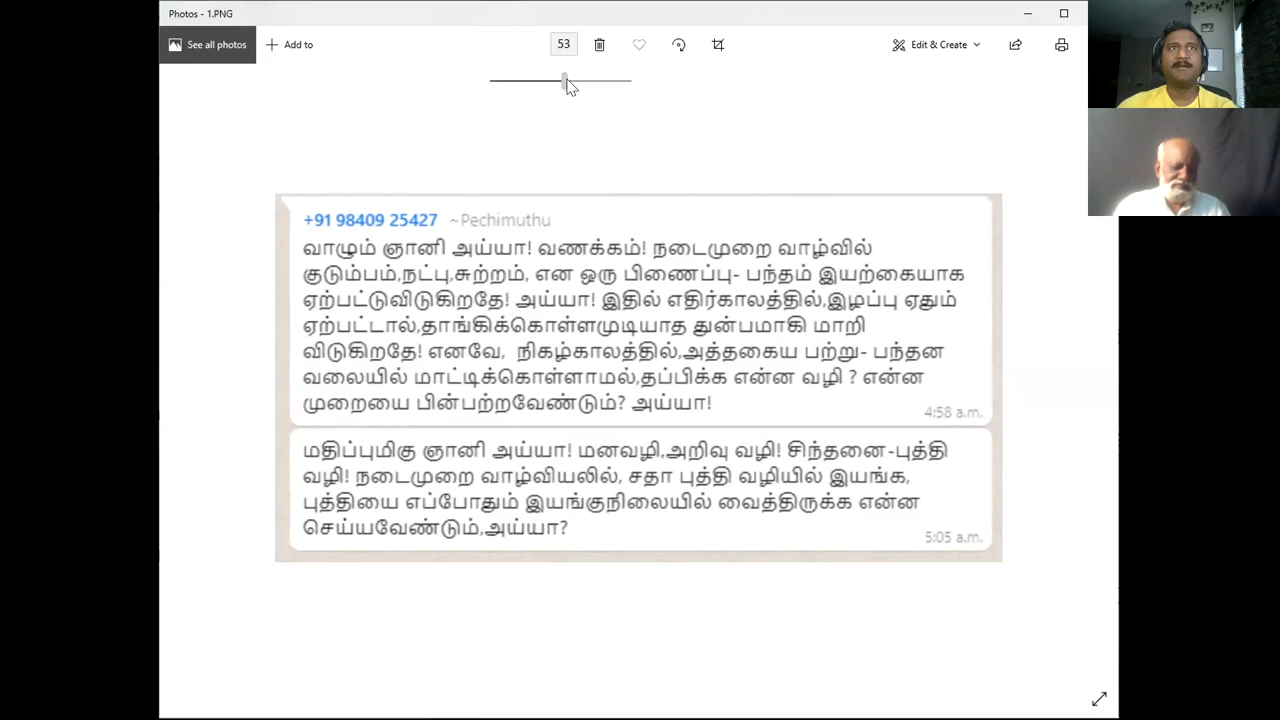 Photos - 1.PNG
See all photos
Add to
53
Edit & Create
+91 98409 25427 ~Pechimuthu
வாழும் ஞானி அய்யா! வணக்கம்! நடைமுறை வாழ்வில்
குடும்பம்,நட்பு,சுற்றம், என ஒரு பிணைப்பு- பந்தம் இயற்கையாக
ஏற்பட்டுவிடுகிறதே! அய்யா! இதில் எதிர்காலத்தில்,இழப்பு ஏதும்
ஏற்பட்டால்,தாங்கிக்கொள்ளமுடியாத துன்பமாகி மாறி
விடுகிறதே! எனவே, நிகழ்காலத்தில்,அத்தகைய பற்று- பந்தன
வலையில் மாட்டிக்கொள்ளாமல்,தப்பிக்க என்ன வழி ? என்ன
முறையை பின்பற்றவேண்டும்? அய்யா!
4:58 a.m.
மதிப்புமிகு ஞானி அய்யா! மனவழி,அறிவு வழி! சிந்தனை-புத்தி
வழி! நடைமுறை வாழ்வியலில், சதா புத்தி வழியில் இயங்க,
புத்தியை எப்போதும் இயங்குநிலையில் வைத்திருக்க என்ன
செய்யவேண்டும்,அய்யா?
5:05 a.m.